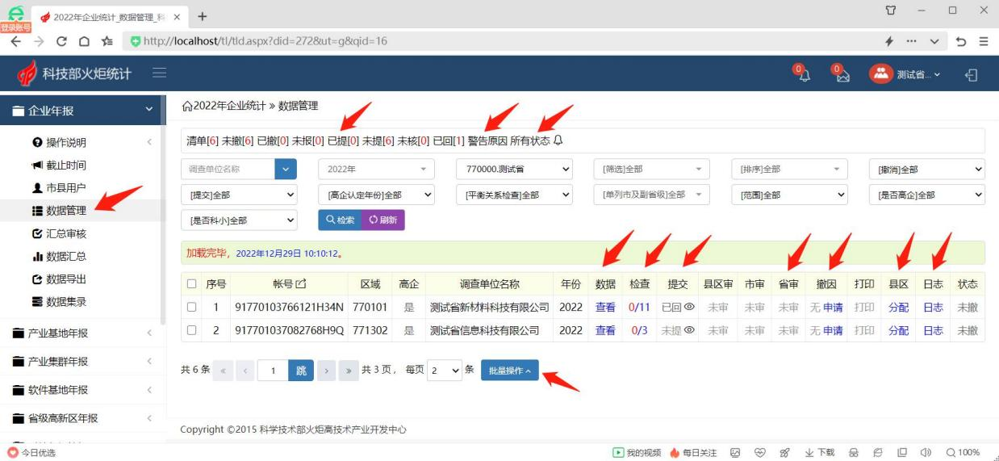 登录账号
2022年企业统计_数据管理_科
http://localhost/tl/tld.aspx?did=272&ut=g&qid=16
科技部火炬统计
0
0
测试省...
企业年报
操作说明
截止时间
市县用户
数据管理
汇总审核
数据汇总
数据导出
数据集录
产业基地年报
产业集群年报
软件基地年报
省级高新区年报
2022年企业统计 » 数据管理
清单[6] 未撤[6] 已撤[0] 未报[0] 已提[0] 未提[6] 未核[0] 已回[1] 警告原因 所有状态
调查单位名称 2022年 770000.测试省 [筛选]全部 [排序]全部 [撤消]全部
[提交]全部 [高企认定年份]全部 [平衡关系检查]全部 [单列市及副省级]全部 [范围]全部 [是否高企]全部
[是否科小]全部 检索 刷新
加载完毕，2022年12月29日 10:10:12。
序号 帐号 区域 高企 调查单位名称 年份 数据 检查 提交 县区审 市审 省审 撤因 打印 县区 日志 状态
1 91770103766121H34N 770101 是 测试省新材料科技有限公司 2022 查看 0/11 已回 未审 未审 未审 无 申请 打印 分配 日志 未撤
2 917701037082768H9Q 771302 是 测试省信息科技有限公司 2022 查看 0/3 未提 未审 未审 未审 无 申请 打印 分配 日志 未撤
共 6 条 « ‹ 1 跳 › » 共 3 页， 每页 2 条 批量操作
Copyright ©2015 科学技术部火炬高技术产业开发中心
今日优选 我的视频 每日关注 下载 100%